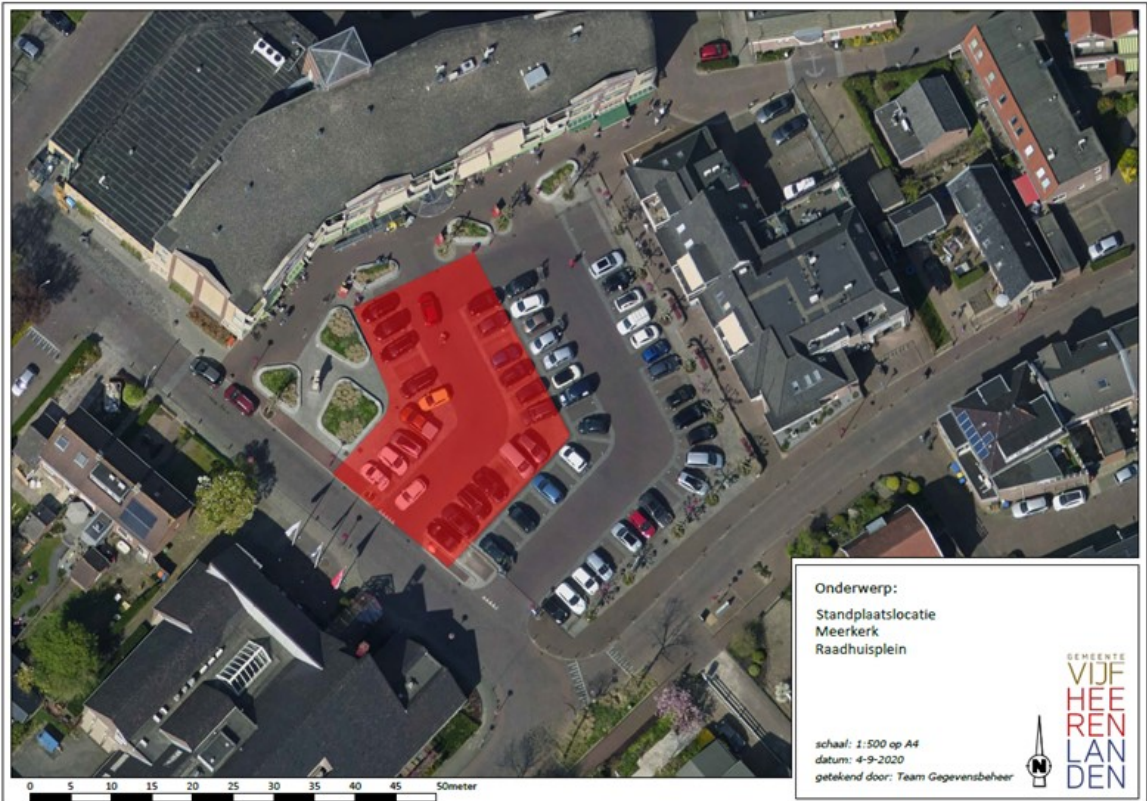 Onderwerp:
Standplaatslocatie
Meerkerk
Raadhuisplein
GEMEENTE
VIJF
HEE
REN
LAN
DEN
schaal: 1:500 op A4
datum: 4-9-2020
getekend door: Team Gegevensbeheer
N
0 5 10 15 20 25 30 35 40 45 50meter